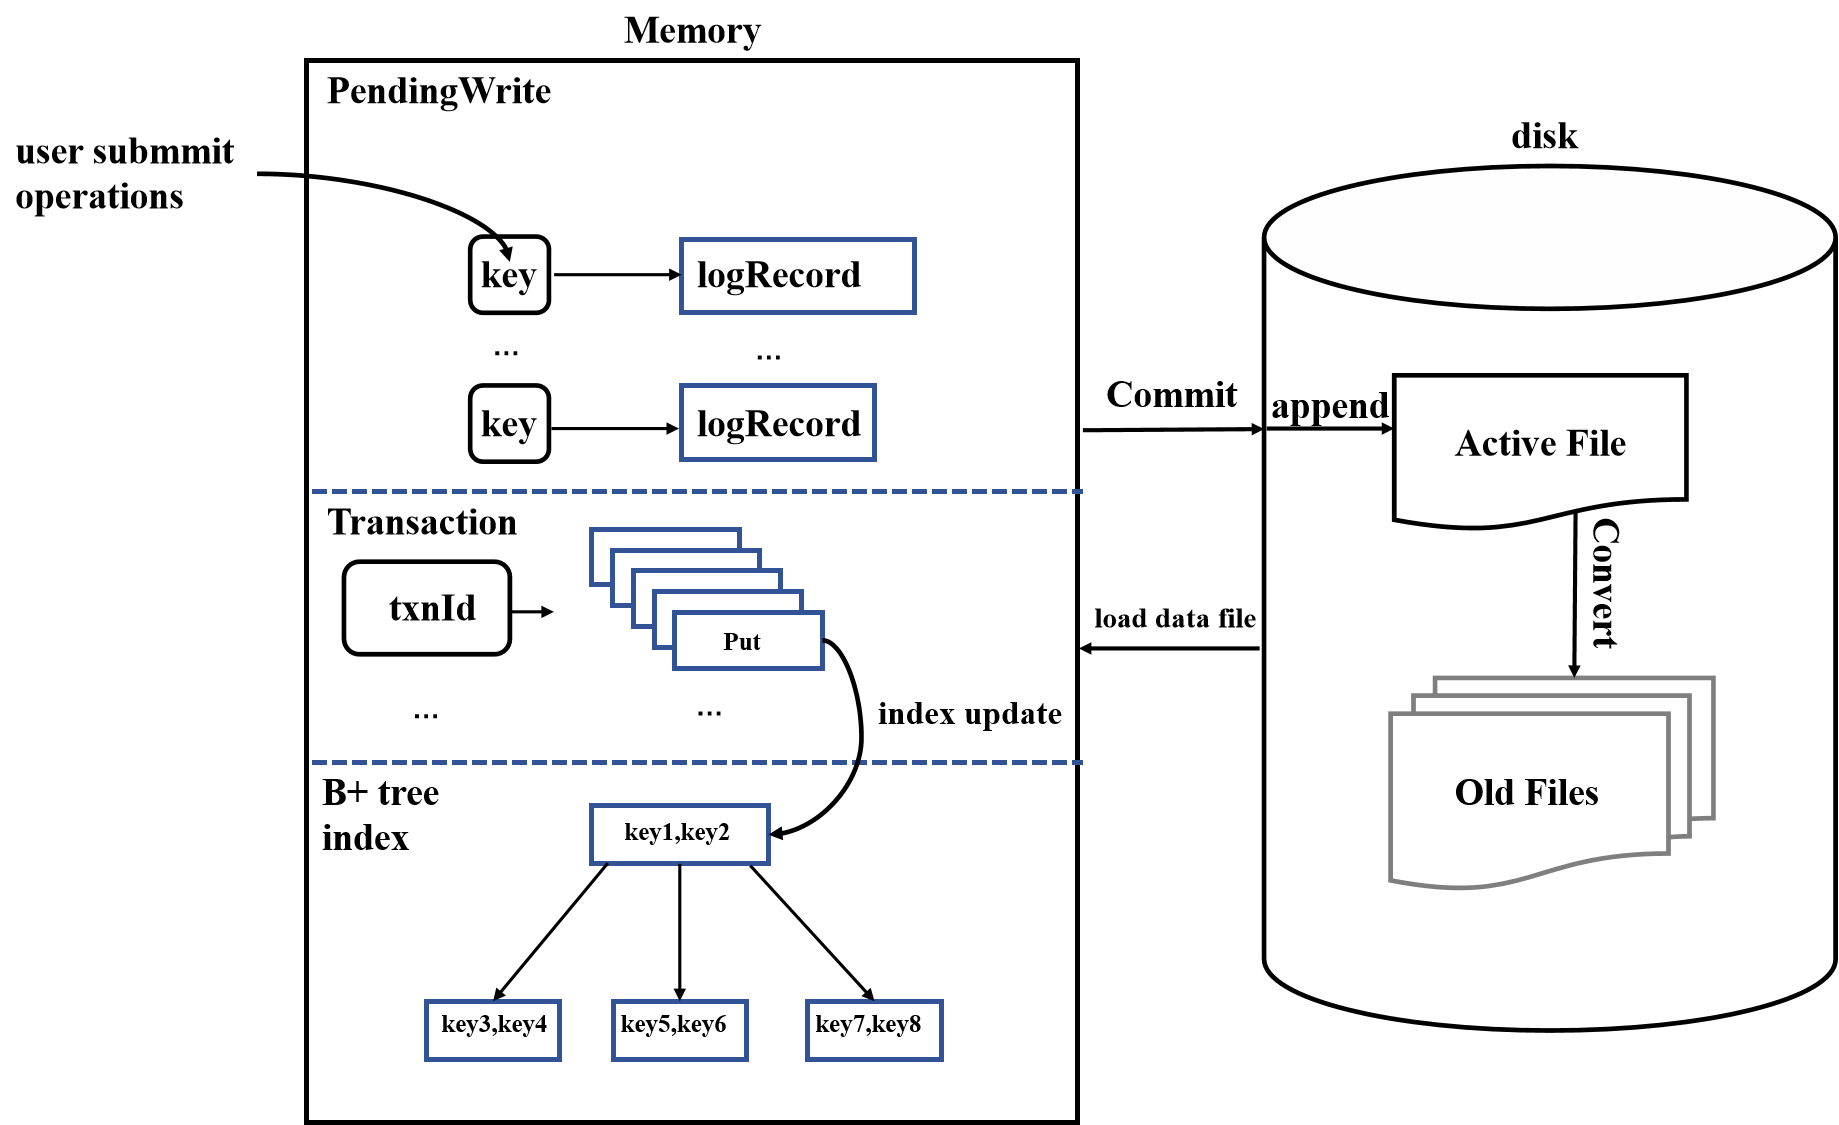 Memory
PendingWrite
user submmit
operations
disk
key
logRecord
...
...
key
logRecord
Commit
append
Active File
Transaction
txnId
Put
...
...
index update
load data file
Convert
Old Files
B+ tree
index
key1,key2
key3,key4
key5,key6
key7,key8